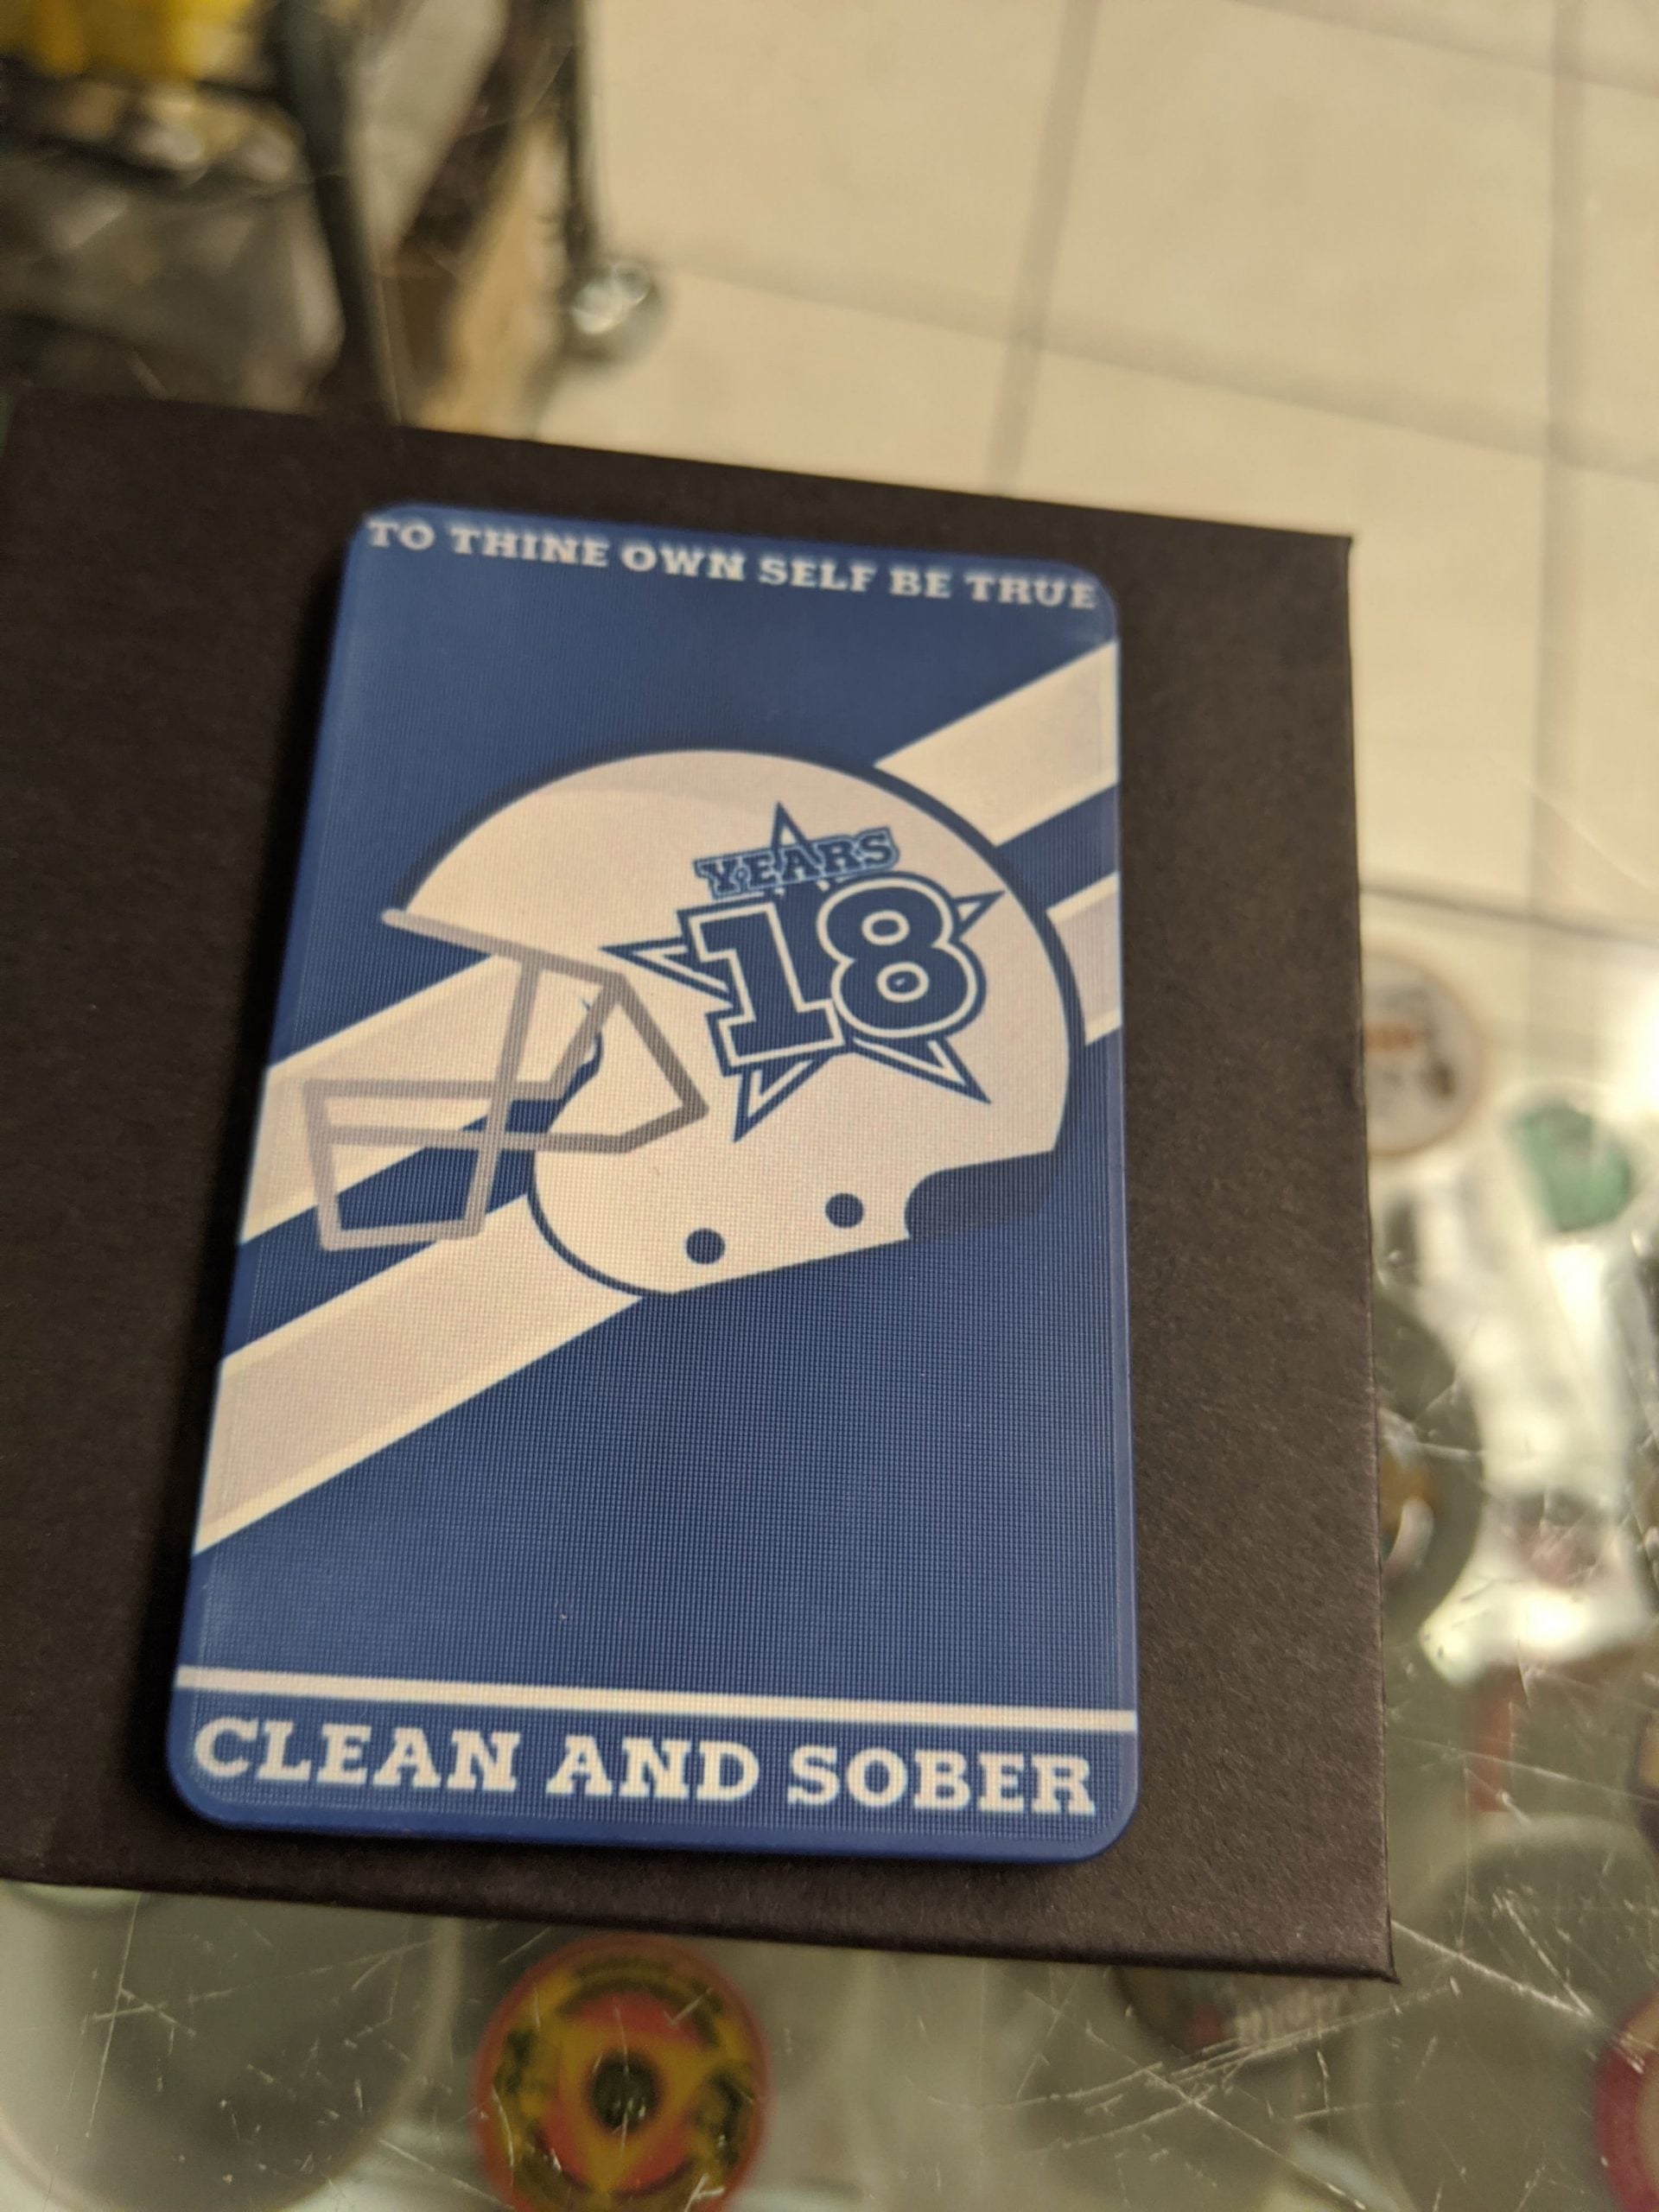 TO THINE OWN SELF BE TRUE
YEARS
18
CLEAN AND SOBER